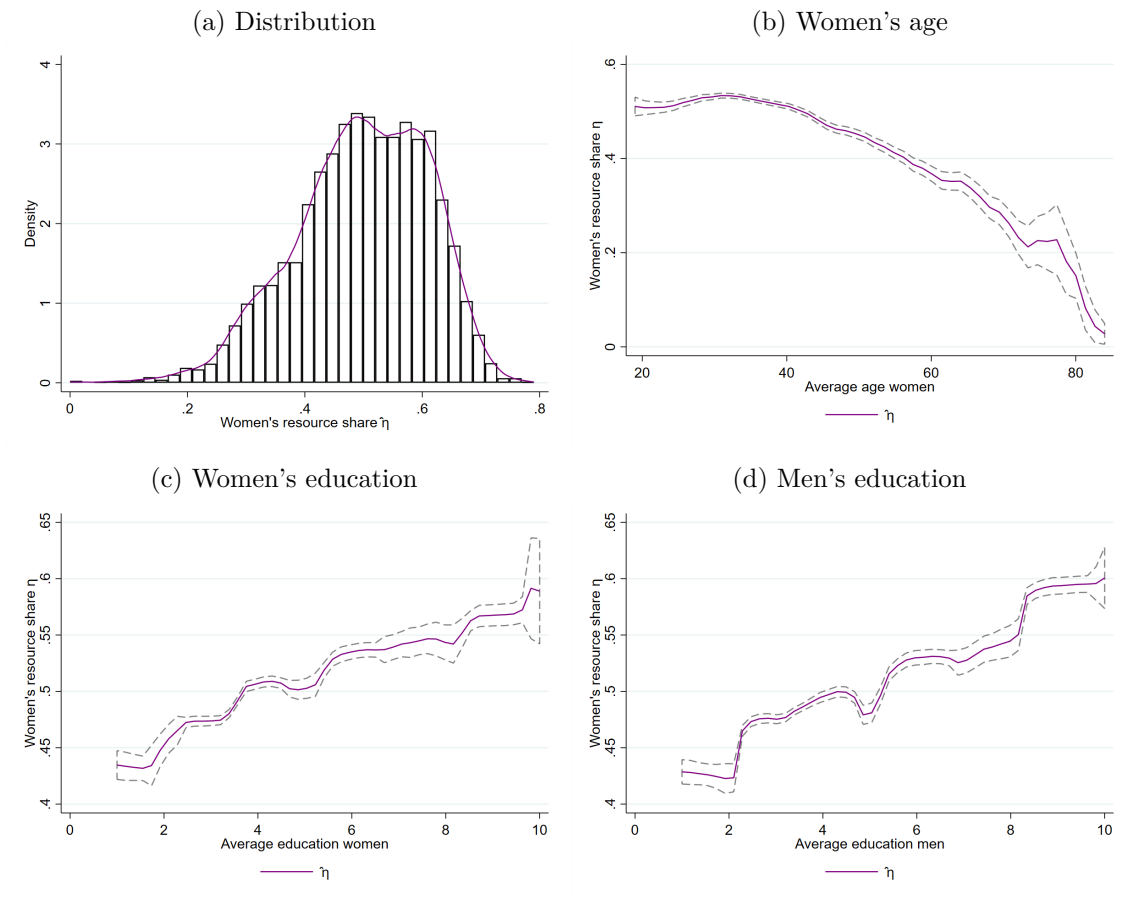 (a) Distribution
Density
4
3
2
1
0
0 .2 .4 .6 .8
Women's resource share η̂
(b) Women's age
Women's resource share η
.6
.4
.2
0
20 40 60 80
Average age women
η̂
(c) Women's education
Women's resource share η
.65
.6
.55
.5
.45
.4
0 2 4 6 8 10
Average education women
η̂
(d) Men's education
Women's resource share η
.65
.6
.55
.5
.45
.4
0 2 4 6 8 10
Average education men
η̂